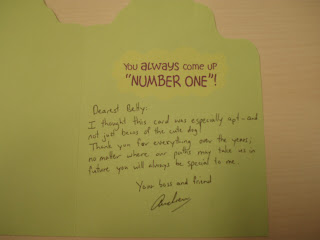 You always come up
"NUMBER ONE"!
Dearest Betty:
I thought this card was especially apt - and
not just becos of the cute dog!
Thank you for everything over the years,
no matter where our paths may take us in
future you will always be special to me.
Your boss and friend